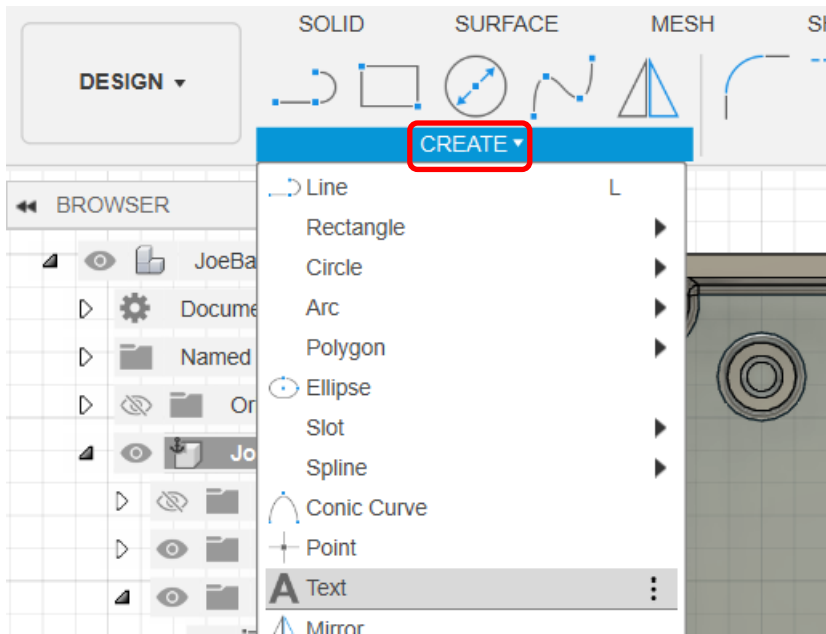 SOLID SURFACE MESH
DESIGN
CREATE
BROWSER
Line L
Rectangle
Circle
Arc
Polygon
Ellipse
Slot
Spline
Conic Curve
Point
A Text
Mirror
JoeBa
Docume
Named
Or
Jo